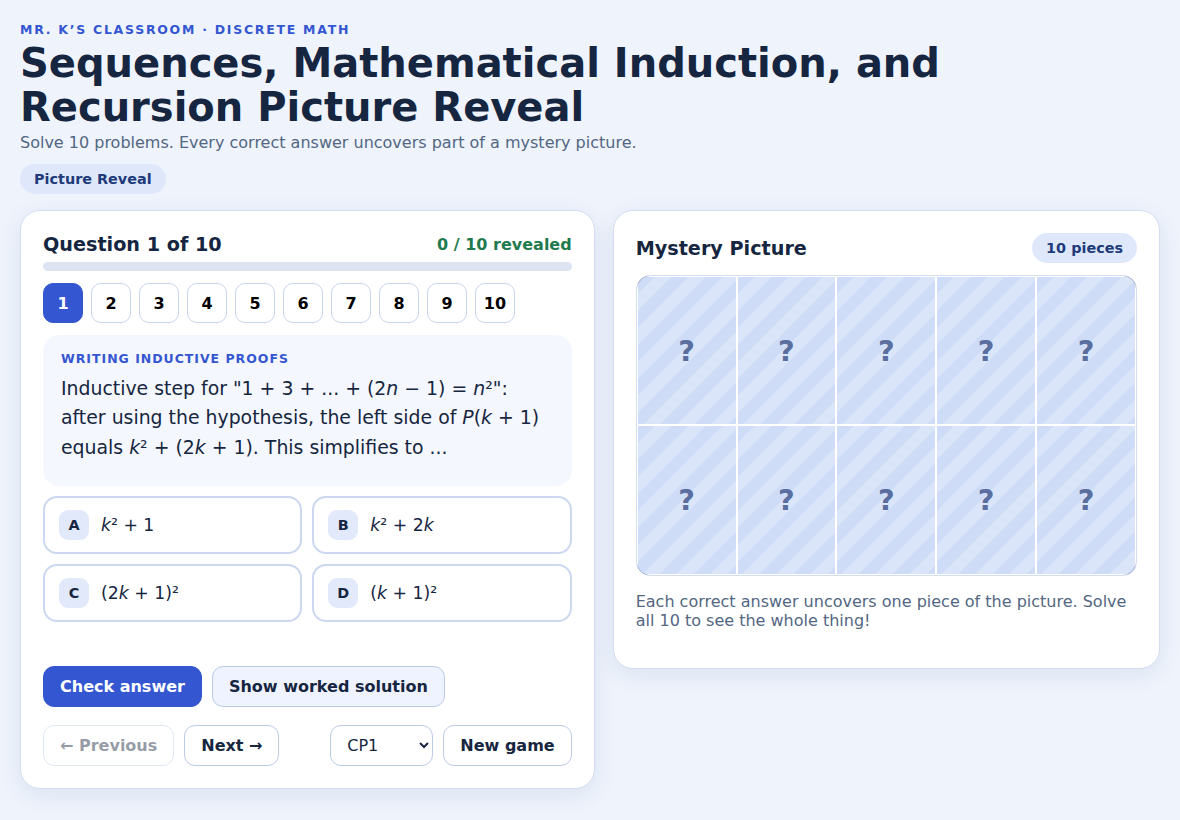 MR. K’S CLASSROOM · DISCRETE MATH
Sequences, Mathematical Induction, and
Recursion Picture Reveal
Solve 10 problems. Every correct answer uncovers part of a mystery picture.
Picture Reveal
Question 1 of 10
0 / 10 revealed
1 2 3 4 5 6 7 8 9 10
WRITING INDUCTIVE PROOFS
Inductive step for "1 + 3 + … + (2n − 1) = n²":
after using the hypothesis, the left side of P(k + 1)
equals k² + (2k + 1). This simplifies to …
A k² + 1
B k² + 2k
C (2k + 1)²
D (k + 1)²
Check answer
Show worked solution
← Previous
Next →
CP1
New game
Mystery Picture
10 pieces
? ? ? ? ?
? ? ? ? ?
Each correct answer uncovers one piece of the picture. Solve
all 10 to see the whole thing!